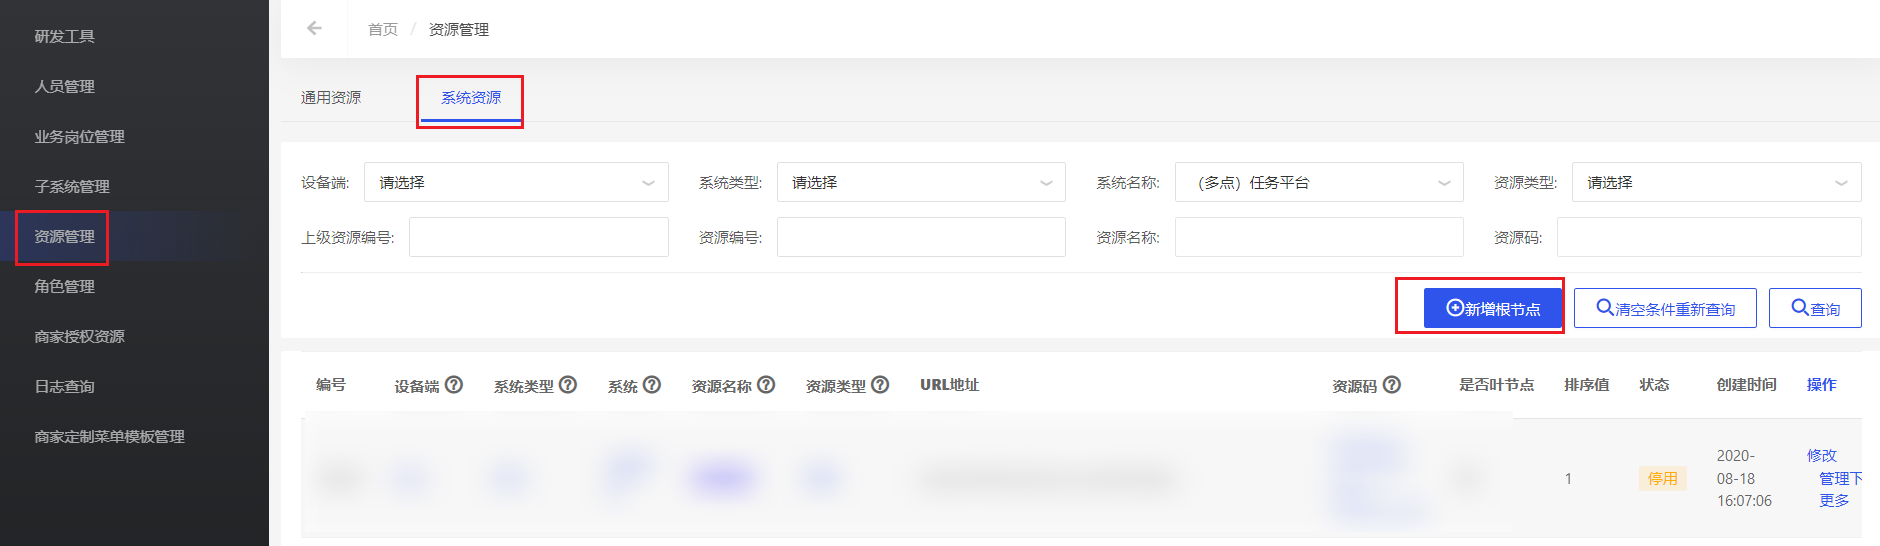 研发工具
人员管理
业务岗位管理
子系统管理
资源管理
角色管理
商家授权资源
日志查询
商家定制菜单模板管理
首页 / 资源管理
通用资源 系统资源
设备端: 请选择 系统类型: 请选择 系统名称: （多点）任务平台 资源类型: 请选择
上级资源编号: 资源编号: 资源名称: 资源码:
新增根节点 清空条件重新查询 查询
编号 设备端 系统类型 系统 资源名称 资源类型 URL地址 资源码 是否叶节点 排序值 状态 创建时间 操作
1 停用 2020-
08-18
16:07:06
修改
管理下
更多